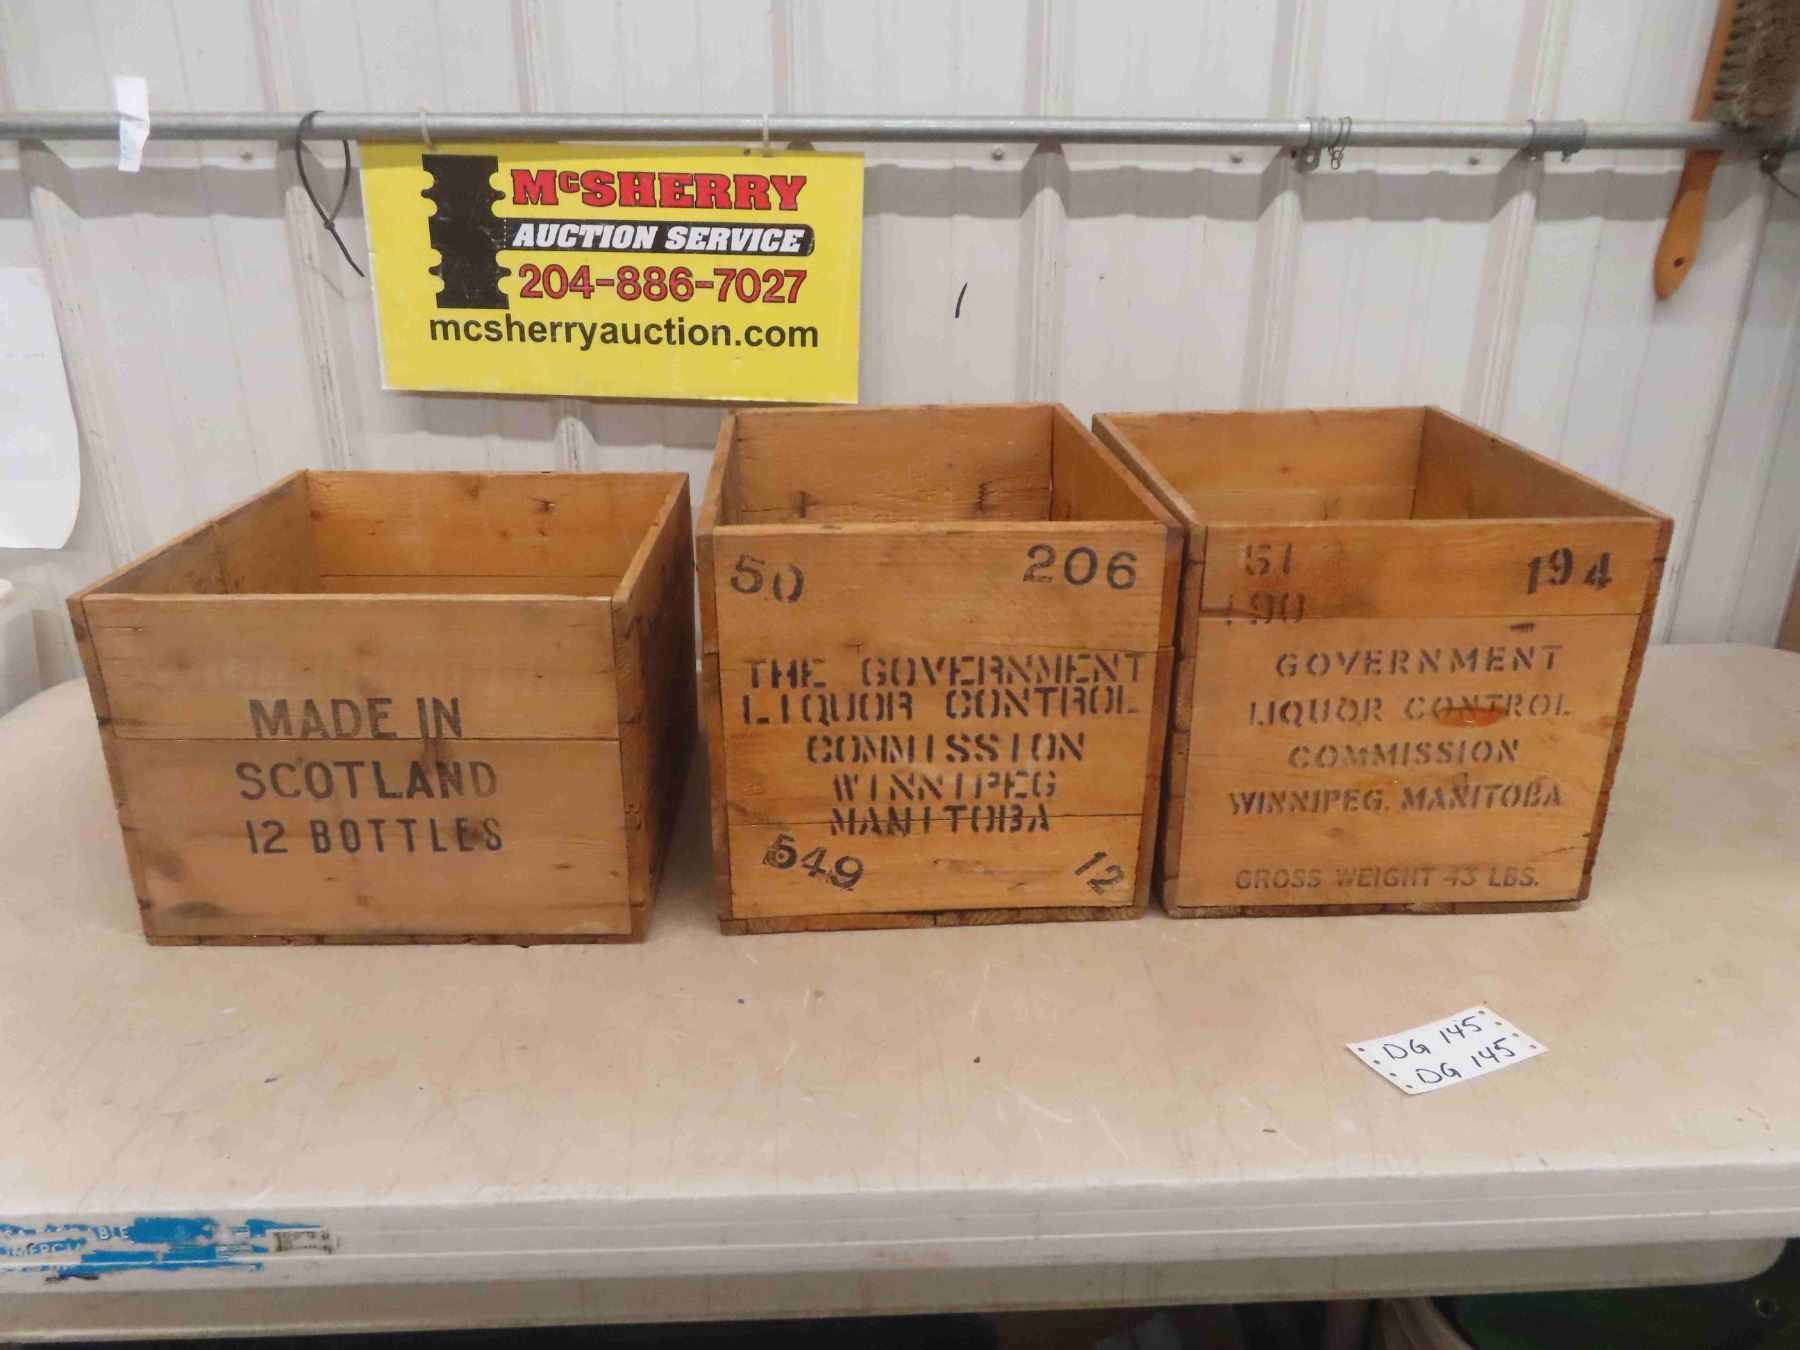 McSHERRY
AUCTION SERVICE
204-886-7027
mcsherryauction.com
MADE IN
SCOTLAND
12 BOTTLES
50 206
THE GOVERNMENT
LIQUOR CONTROL
COMMISSION
WINNIPEG
MANITOBA
549 12
51 194
190
GOVERNMENT
LIQUOR CONTROL
COMMISSION
WINNIPEG, MANITOBA
GROSS WEIGHT 43 LBS.
DG 145
DG 145